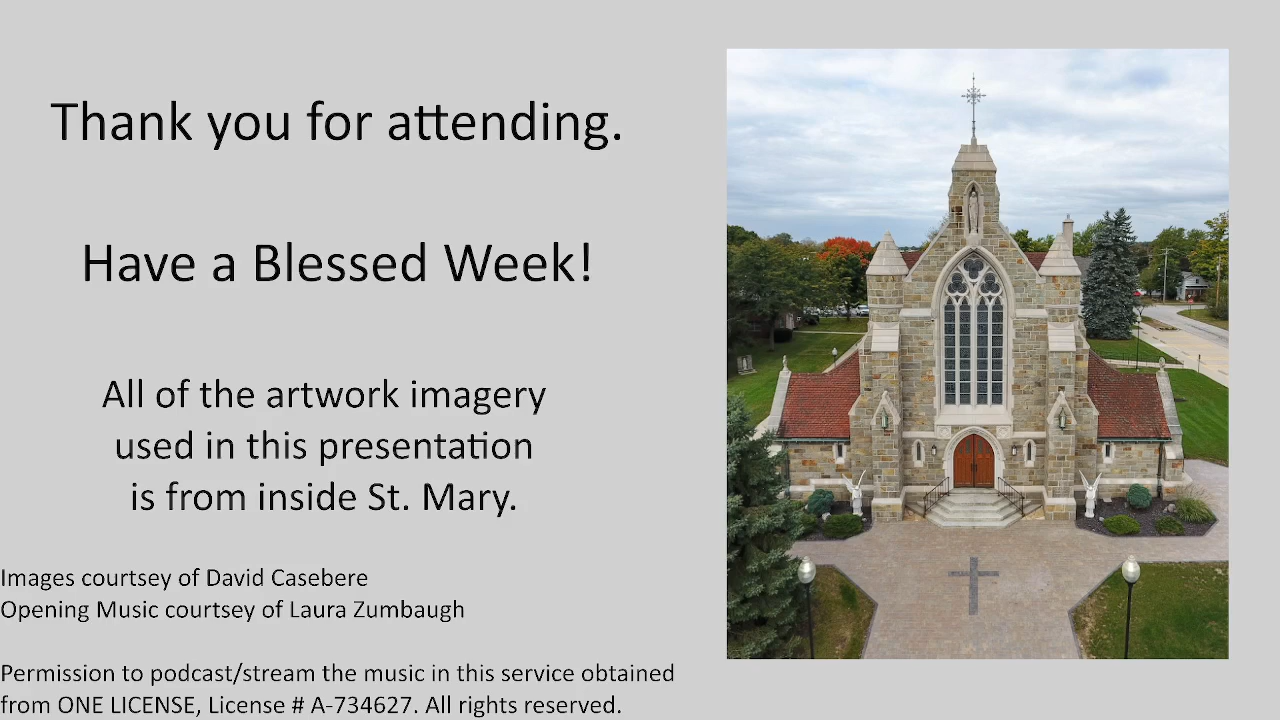 Thank you for attending.
Have a Blessed Week!
All of the artwork imagery
used in this presentation
is from inside St. Mary.
Images courtsey of David Casebere
Opening Music courtsey of Laura Zumbaugh
Permission to podcast/stream the music in this service obtained
from ONE LICENSE, License # A-734627. All rights reserved.